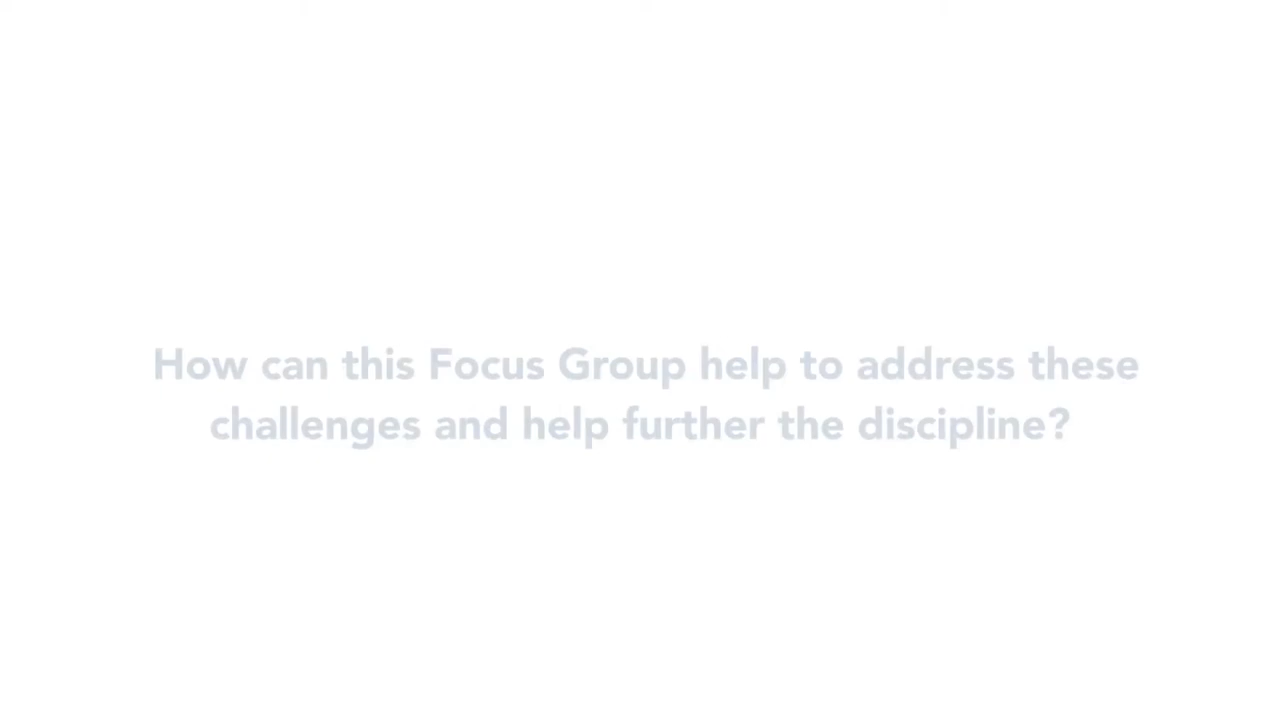 How can this Focus Group help to address these
challenges and help further the discipline?